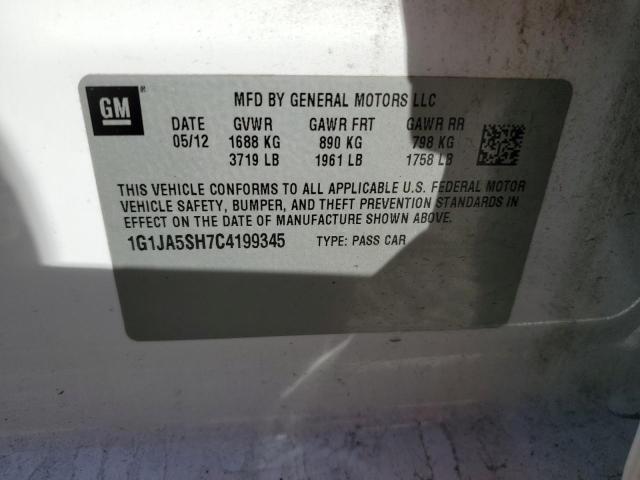 GM
MFD BY GENERAL MOTORS LLC
DATE GVWR GAWR FRT GAWR RR
05/12 1688 KG 890 KG 798 KG
3719 LB 1961 LB 1758 LB
THIS VEHICLE CONFORMS TO ALL APPLICABLE U.S. FEDERAL MOTOR
VEHICLE SAFETY, BUMPER, AND THEFT PREVENTION STANDARDS IN
EFFECT ON THE DATE OF MANUFACTURE SHOWN ABOVE.
1G1JA5SH7C4199345 TYPE: PASS CAR